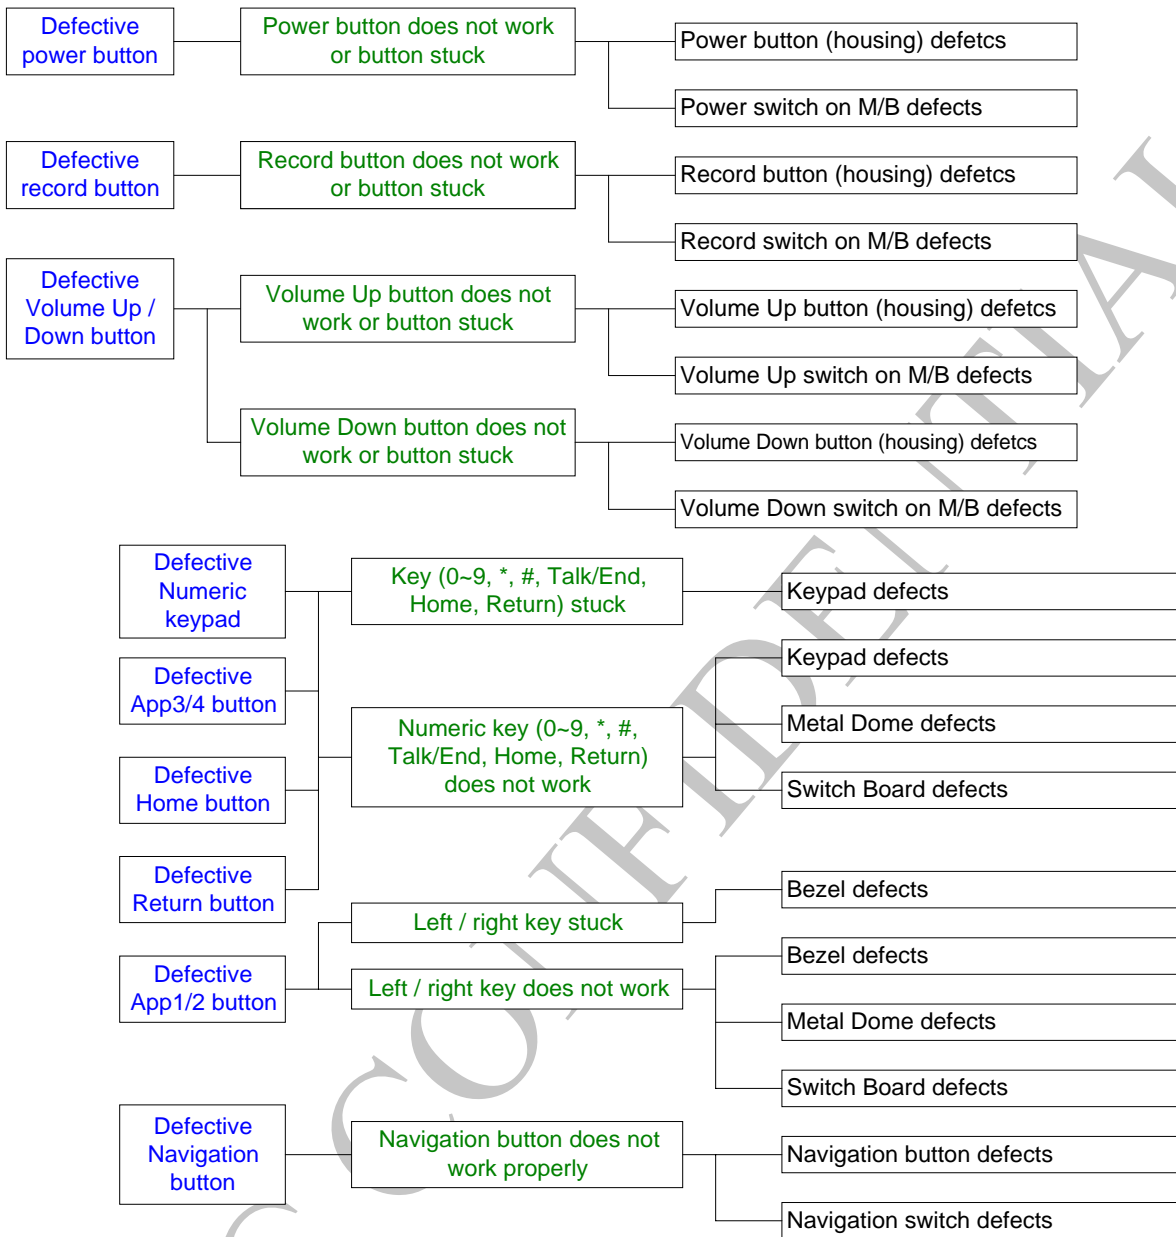 Defective
power button
Power button does not work
or button stuck
Power button (housing) defetcs
Power switch on M/B defects
Defective
record button
Record button does not work
or button stuck
Record button (housing) defetcs
Record switch on M/B defects
Defective
Volume Up /
Down button
Volume Up button does not
work or button stuck
Volume Up button (housing) defetcs
Volume Up switch on M/B defects
Volume Down button does not
work or button stuck
Volume Down button (housing) defetcs
Volume Down switch on M/B defects
Defective
Numeric
keypad
Key (0~9, *, #, Talk/End,
Home, Return) stuck
Keypad defects
Defective
App3/4 button
Numeric key (0~9, *, #,
Talk/End, Home, Return)
does not work
Keypad defects
Metal Dome defects
Switch Board defects
Defective
Home button
Defective
Return button
Defective
App1/2 button
Left / right key stuck
Bezel defects
Left / right key does not work
Bezel defects
Metal Dome defects
Switch Board defects
Defective
Navigation
button
Navigation button does not
work properly
Navigation button defects
Navigation switch defects
C CONFIDENTIAL